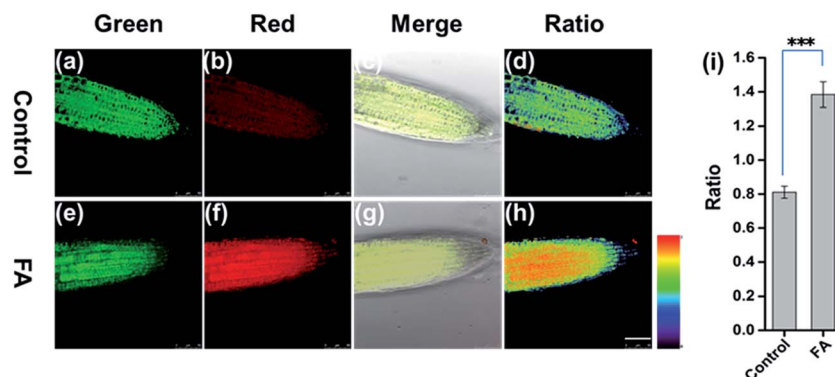 Green Red Merge Ratio
Control
(a) (b) (c) (d)
FA
(e) (f) (g) (h)
(i)
***
Ratio
1.6
1.4
1.2
1.0
0.8
0.6
0.4
0.2
0.0
Control FA